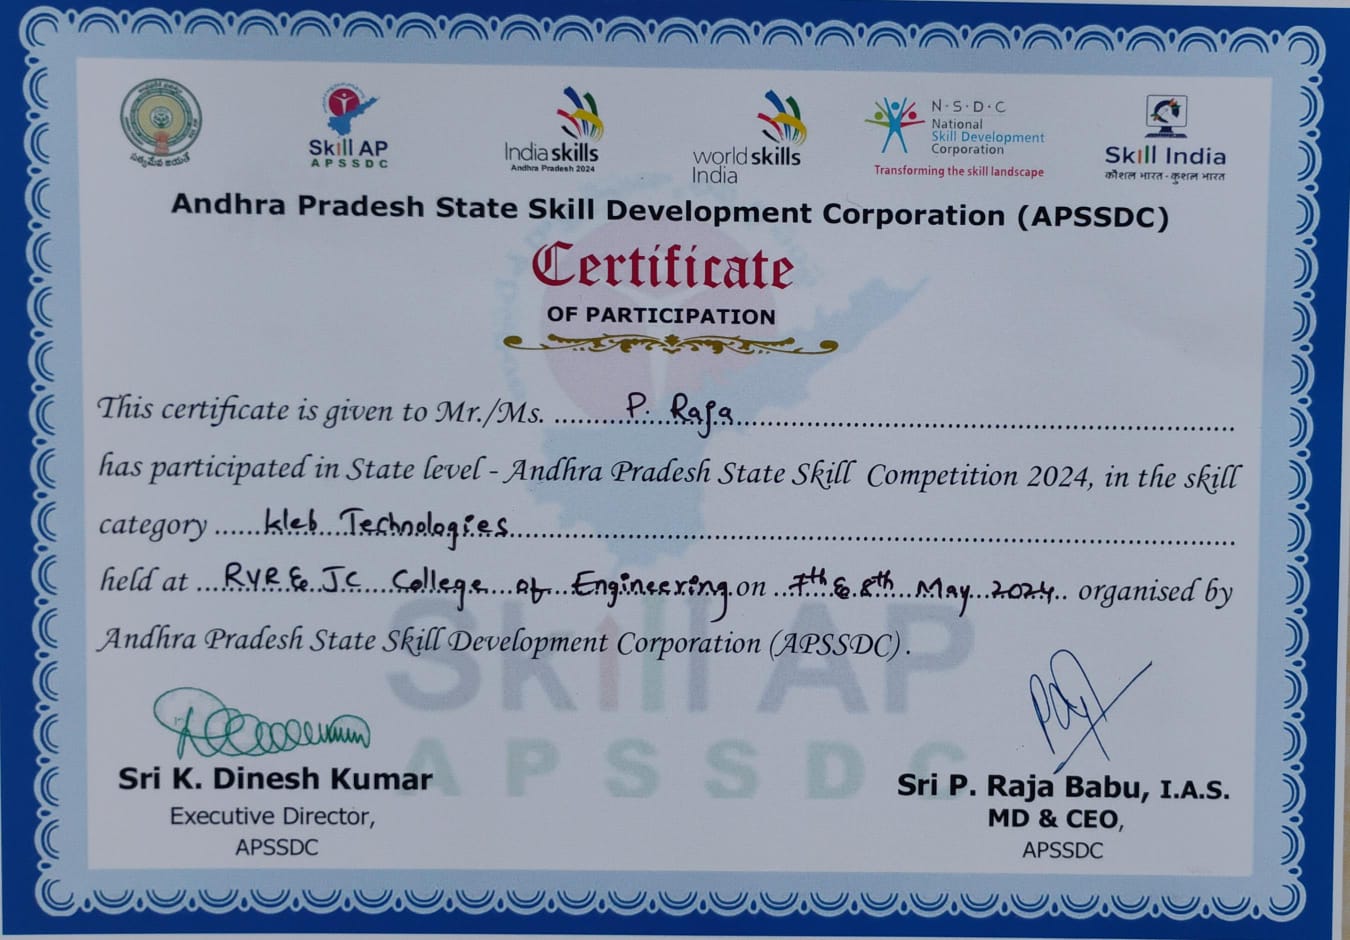 సత్యమేవ జయతే
Skill AP
APSSDC
India skills
Andhra Pradesh 2024
world skills
India
N·S·D·C
National
Skill Development
Corporation
Transforming the skill landscape
Skill India
कौशल भारत - कुशल भारत
Andhra Pradesh State Skill Development Corporation (APSSDC)
Certificate
OF PARTICIPATION
This certificate is given to Mr./Ms. ....... P. Raja ..........
has participated in State level - Andhra Pradesh State Skill Competition 2024, in the skill
category ...... Kleb Technologies ..........
held at ... RVR & JC College of Engineering on .. 7th & 8th May 2024 .. organised by
Andhra Pradesh State Skill Development Corporation (APSSDC).
Skill AP
APSSDC
Sri K. Dinesh Kumar
Executive Director,
APSSDC
Sri P. Raja Babu, I.A.S.
MD & CEO,
APSSDC